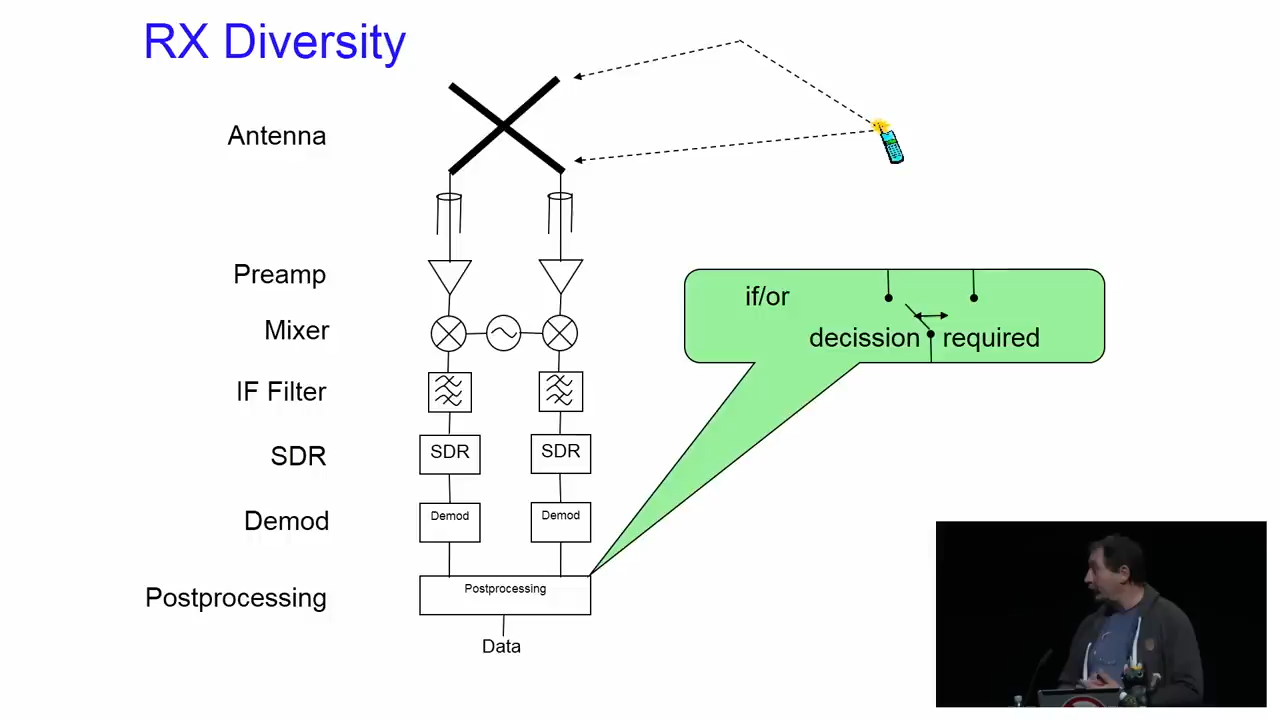 RX Diversity
Antenna
Preamp
if/or
Mixer
decission required
IF Filter
SDR SDR SDR
Demod Demod Demod
Postprocessing Postprocessing
Data